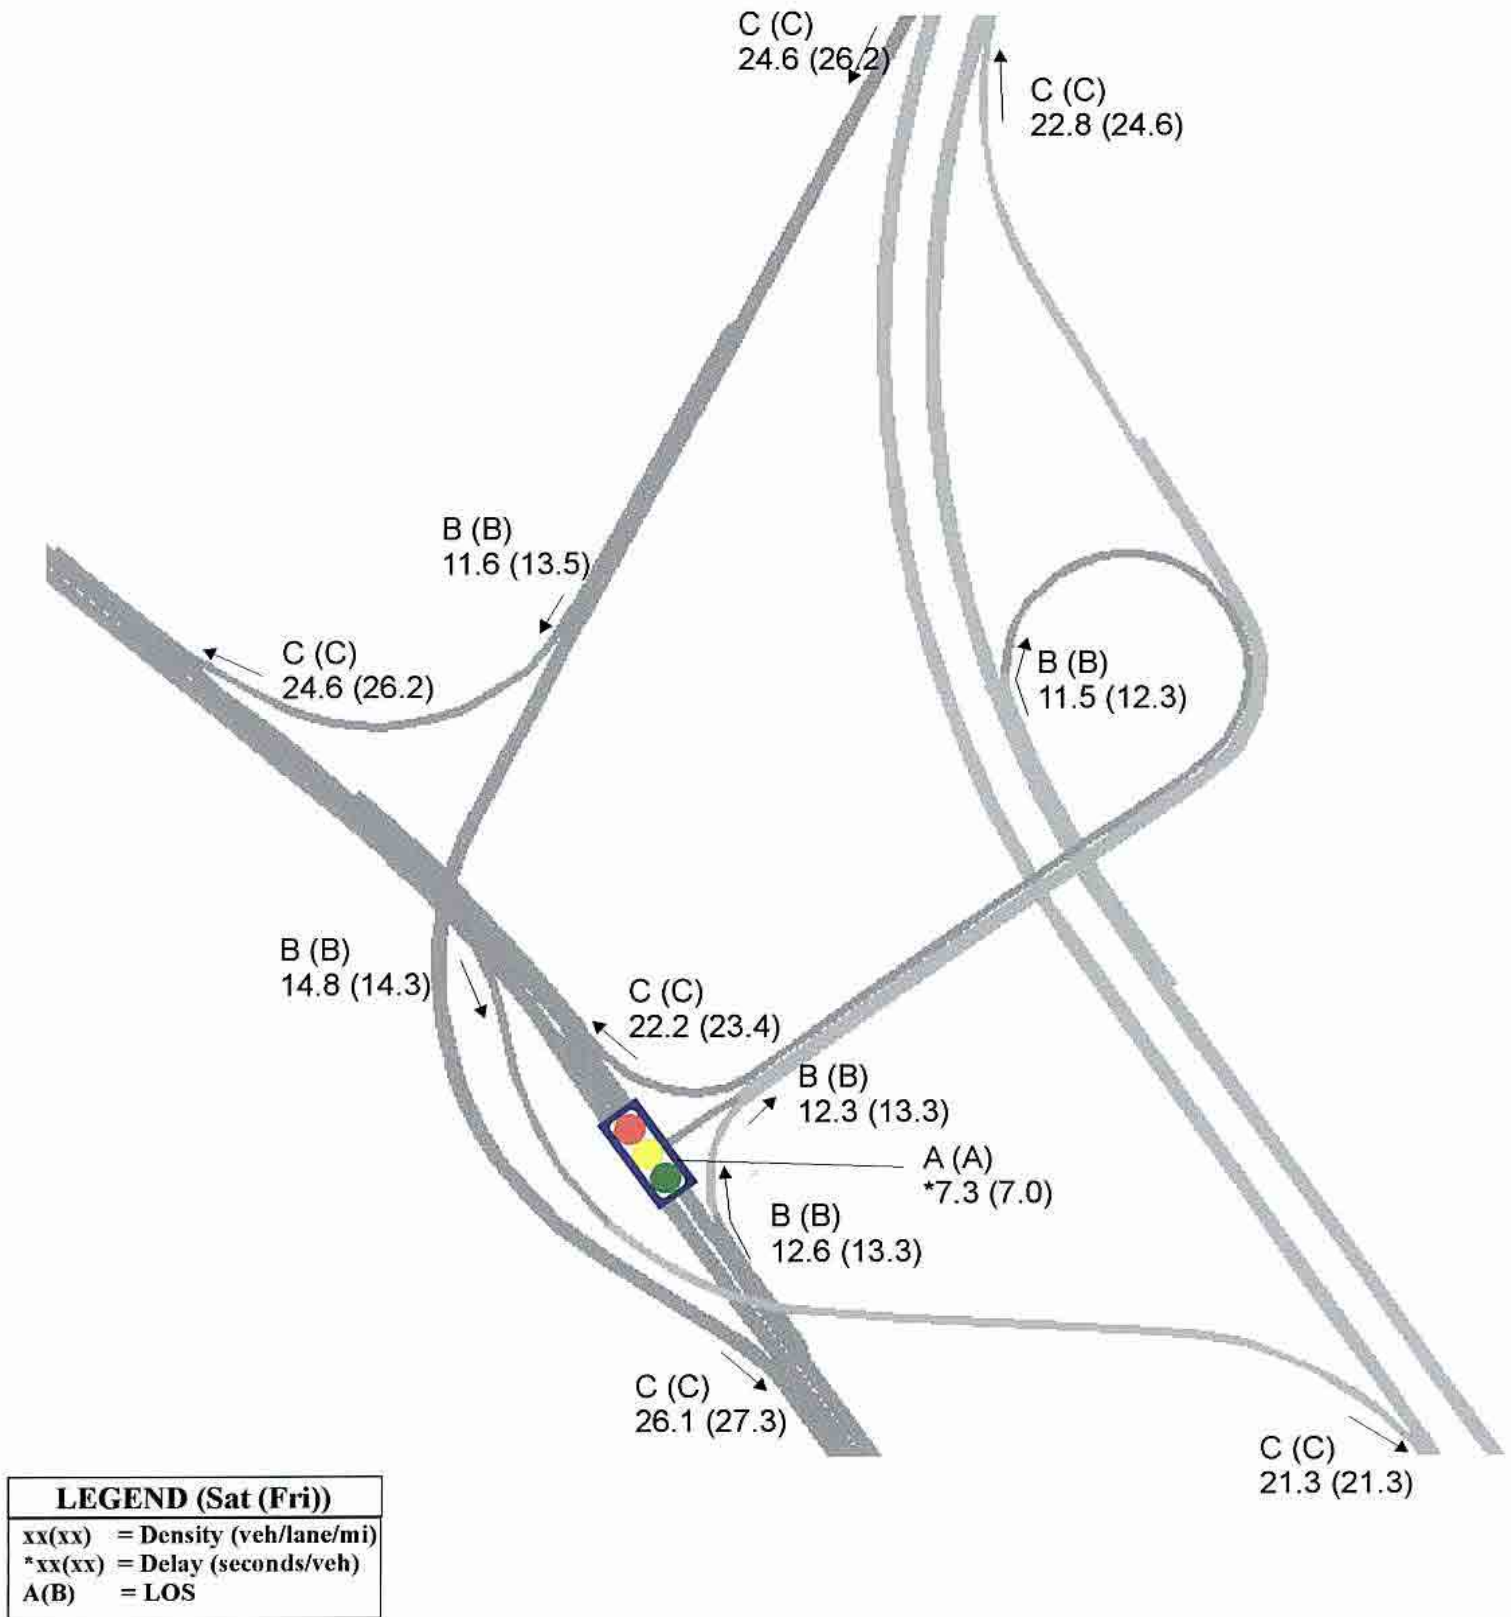 C (C)
24.6 (26.2)
C (C)
22.8 (24.6)
B (B)
11.6 (13.5)
C (C)
24.6 (26.2)
B (B)
11.5 (12.3)
B (B)
14.8 (14.3)
C (C)
22.2 (23.4)
B (B)
12.3 (13.3)
A (A)
*7.3 (7.0)
B (B)
12.6 (13.3)
C (C)
26.1 (27.3)
C (C)
21.3 (21.3)
LEGEND (Sat (Fri))
xx(xx) = Density (veh/lane/mi)
*xx(xx) = Delay (seconds/veh)
A(B) = LOS